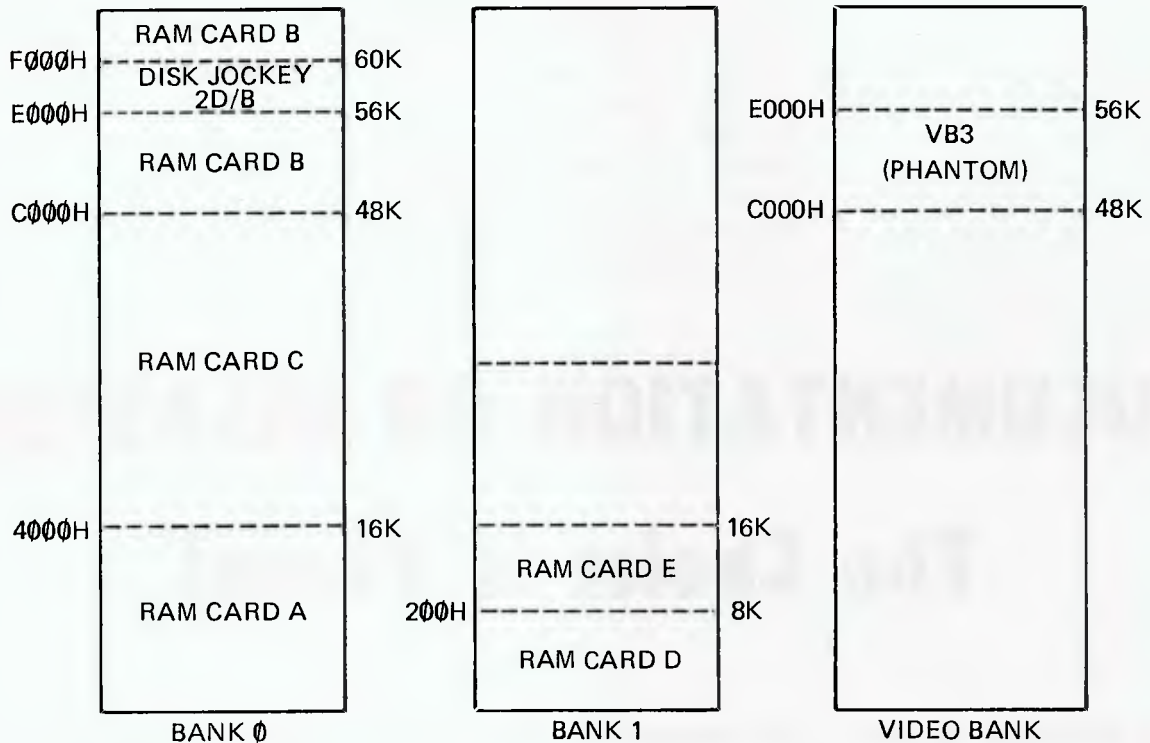 RAM CARD B
FØØØH 60K
DISK JOCKEY
2D/B
EØØØH 56K
RAM CARD B
CØØØH 48K
RAM CARD C
4ØØØH 16K
RAM CARD A
BANK Ø
16K
RAM CARD E
2ØØH 8K
RAM CARD D
BANK 1
E000H 56K
VB3
(PHANTOM)
C000H 48K
VIDEO BANK